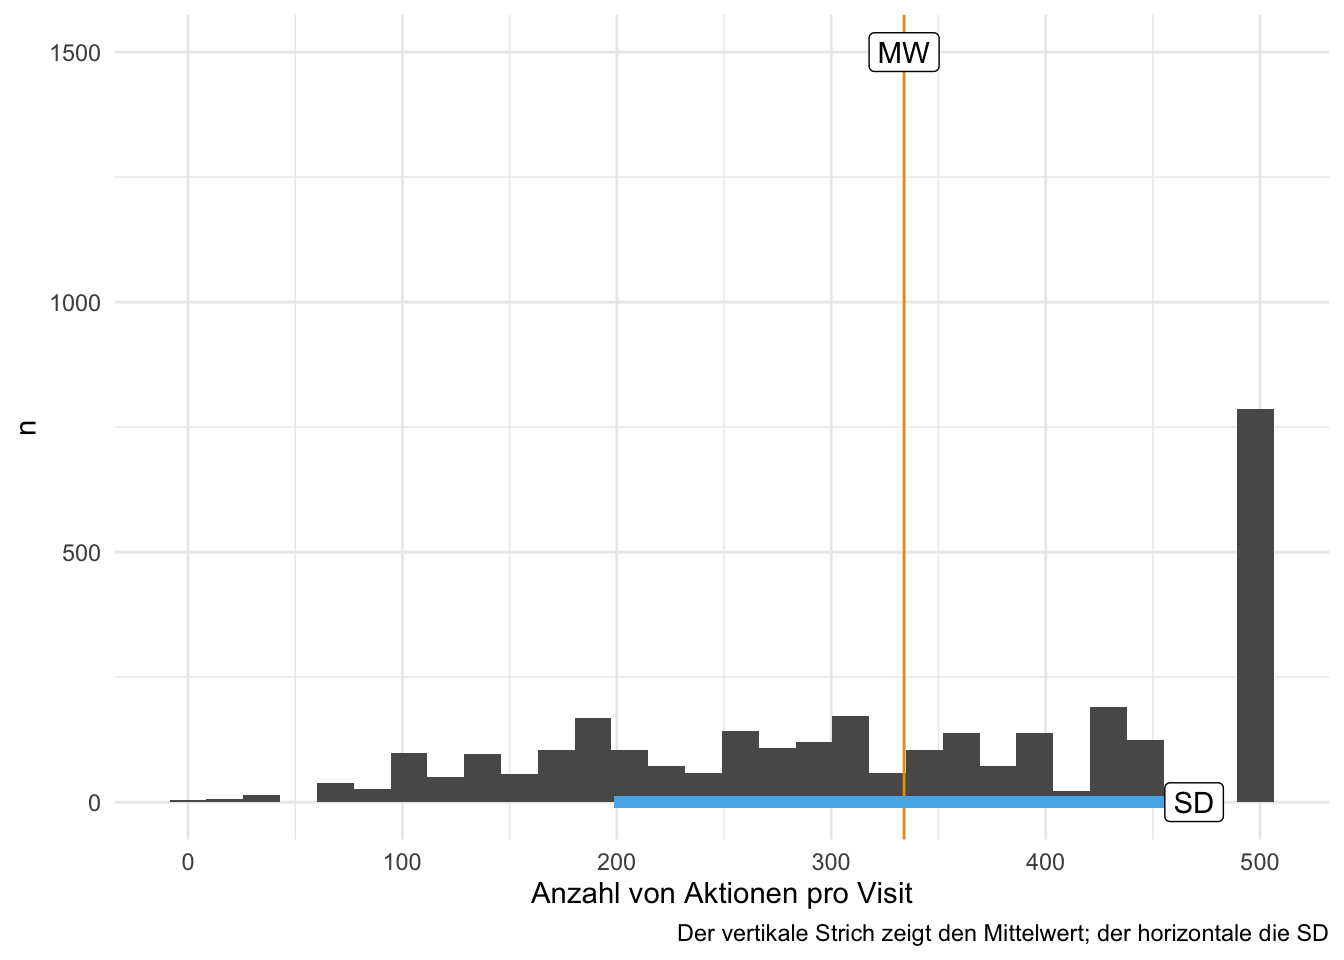 1500
1000
500
0
n
MW
SD
0 100 200 300 400 500
Anzahl von Aktionen pro Visit
Der vertikale Strich zeigt den Mittelwert; der horizontale die SD